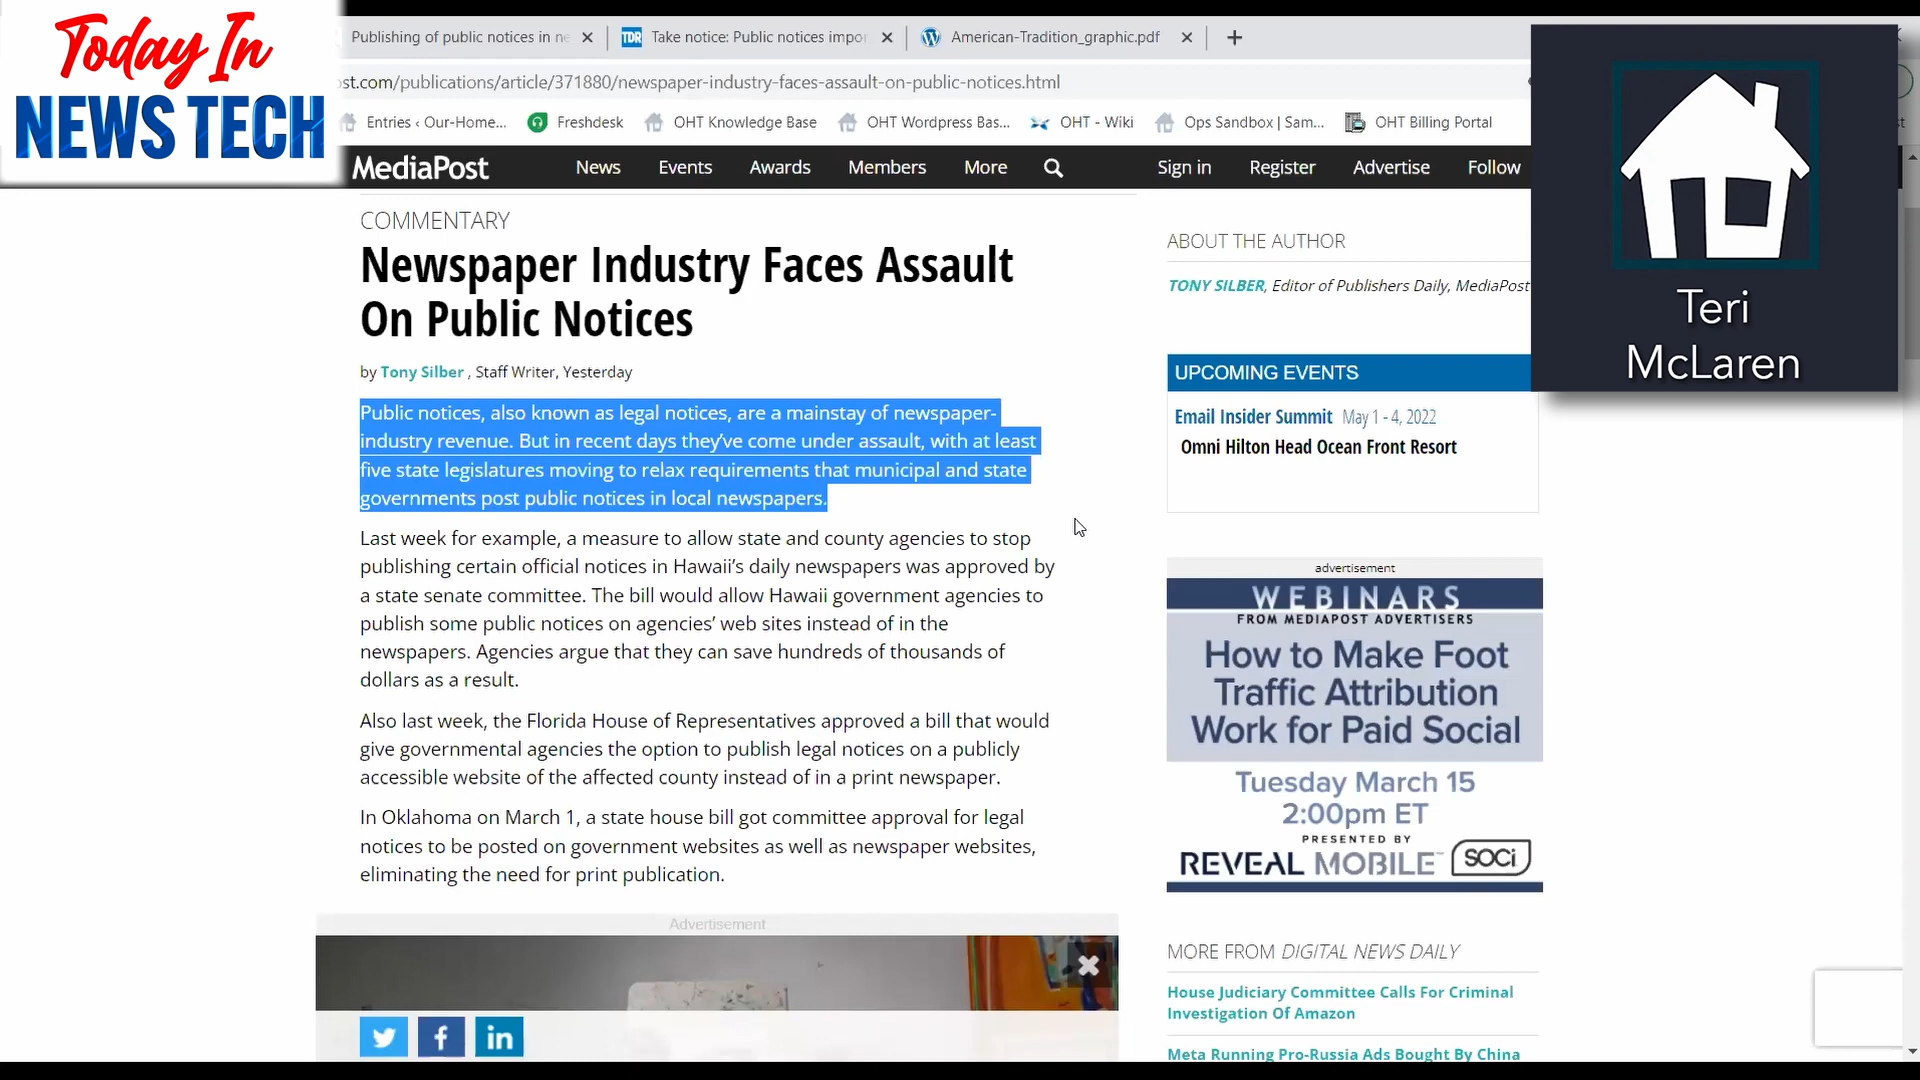 Today In
NEWS TECH
Publishing of public notices in ne
TDR
Take notice: Public notices impor
American-Tradition_graphic.pdf
st.com/publications/article/371880/newspaper-industry-faces-assault-on-public-notices.html
Entries ‹ Our-Home...
Freshdesk
OHT Knowledge Base
OHT Wordpress Bas...
OHT - Wiki
Ops Sandbox | Sam...
OHT Billing Portal
MediaPost
News
Events
Awards
Members
More
Sign in
Register
Advertise
Follow
COMMENTARY
Newspaper Industry Faces Assault
On Public Notices
by Tony Silber , Staff Writer, Yesterday
Public notices, also known as legal notices, are a mainstay of newspaper-
industry revenue. But in recent days they’ve come under assault, with at least
five state legislatures moving to relax requirements that municipal and state
governments post public notices in local newspapers.
Last week for example, a measure to allow state and county agencies to stop
publishing certain official notices in Hawaii’s daily newspapers was approved by
a state senate committee. The bill would allow Hawaii government agencies to
publish some public notices on agencies’ web sites instead of in the
newspapers. Agencies argue that they can save hundreds of thousands of
dollars as a result.
Also last week, the Florida House of Representatives approved a bill that would
give governmental agencies the option to publish legal notices on a publicly
accessible website of the affected county instead of in a print newspaper.
In Oklahoma on March 1, a state house bill got committee approval for legal
notices to be posted on government websites as well as newspaper websites,
eliminating the need for print publication.
Advertisement
ABOUT THE AUTHOR
TONY SILBER, Editor of Publishers Daily, MediaPost
UPCOMING EVENTS
Email Insider Summit May 1 - 4, 2022
Omni Hilton Head Ocean Front Resort
advertisement
WEBINARS
FROM MEDIAPOST ADVERTISERS
How to Make Foot
Traffic Attribution
Work for Paid Social
Tuesday March 15
2:00pm ET
PRESENTED BY
REVEAL MOBILE™ SOCi
MORE FROM DIGITAL NEWS DAILY
House Judiciary Committee Calls For Criminal
Investigation Of Amazon
Meta Running Pro-Russia Ads Bought By China
Teri
McLaren